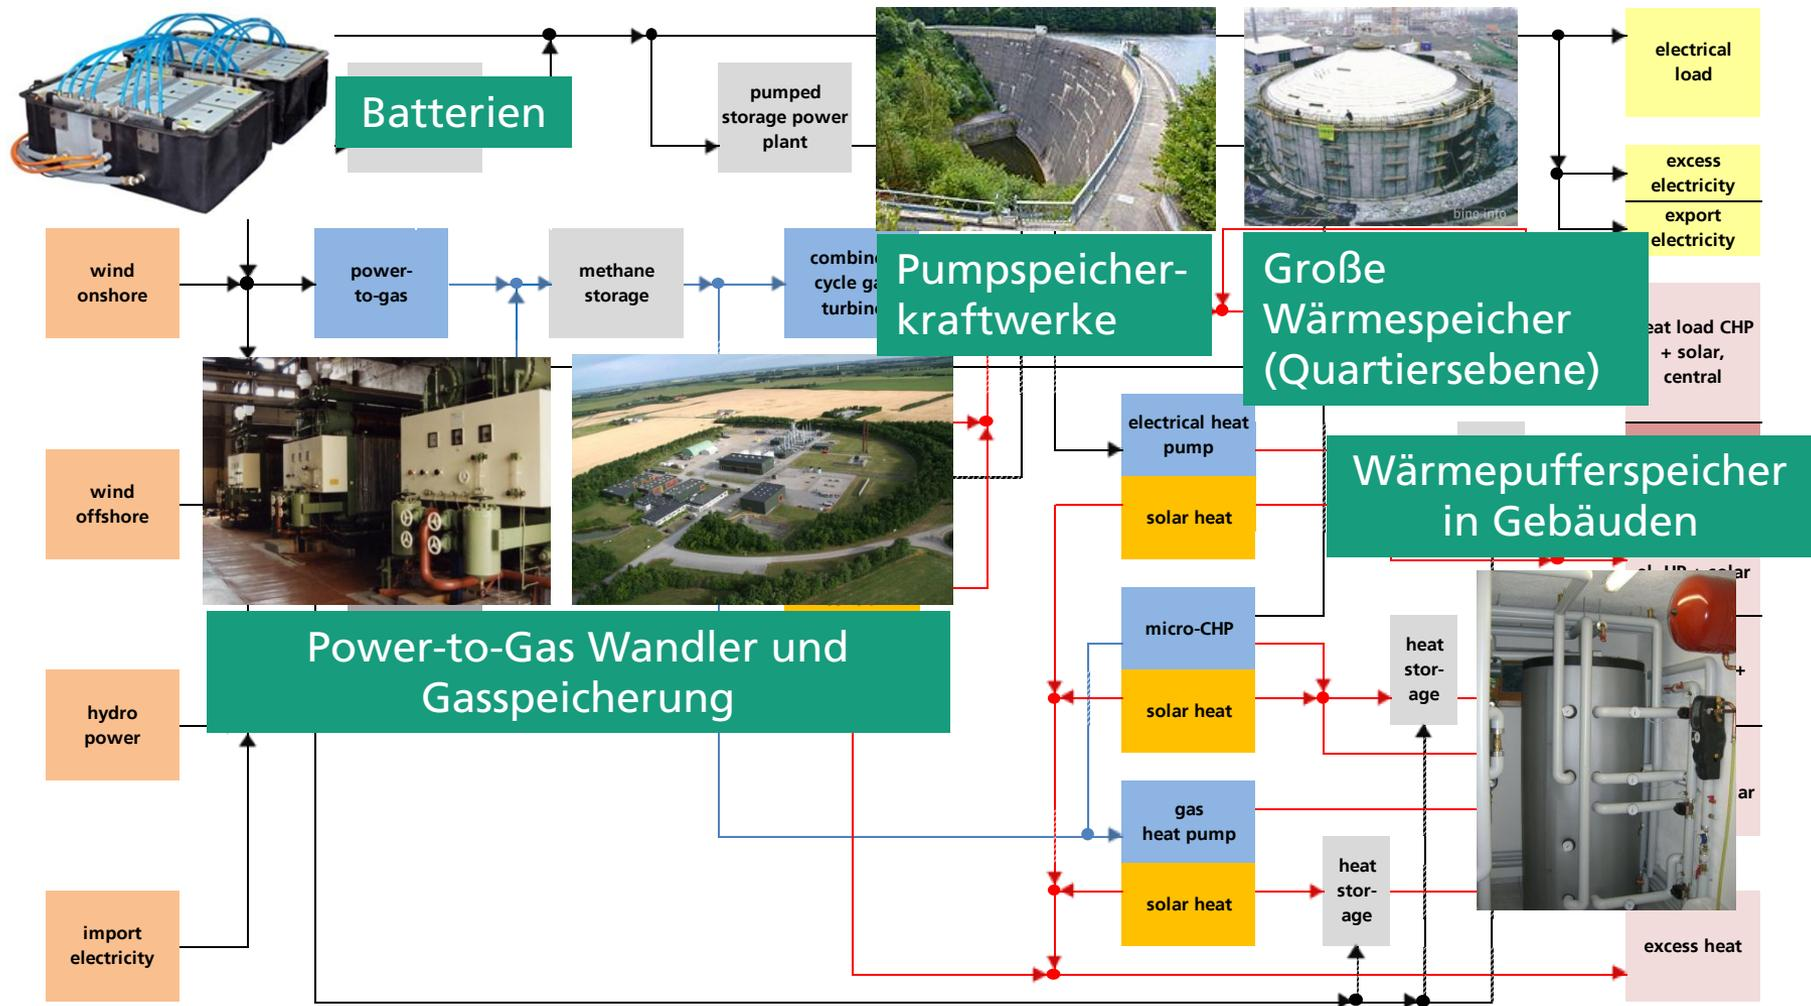 Batterien
pumped
storage power
plant
bine.info
electrical
load
excess
electricity
export
electricity
wind
onshore
power-
to-gas
methane
storage
combine
cycle ga
turbine
Pumpspeicher-
kraftwerke
Große
Wärmespeicher
(Quartiersebene)
eat load CHP
+ solar,
central
electrical heat
pump
solar heat
Wärmepufferspeicher
in Gebäuden
wind
offshore
Power-to-Gas Wandler und
Gasspeicherung
micro-CHP
solar heat
heat
stor-
age
+
hydro
power
gas
heat pump
solar heat
heat
stor-
age
ar
import
electricity
excess heat